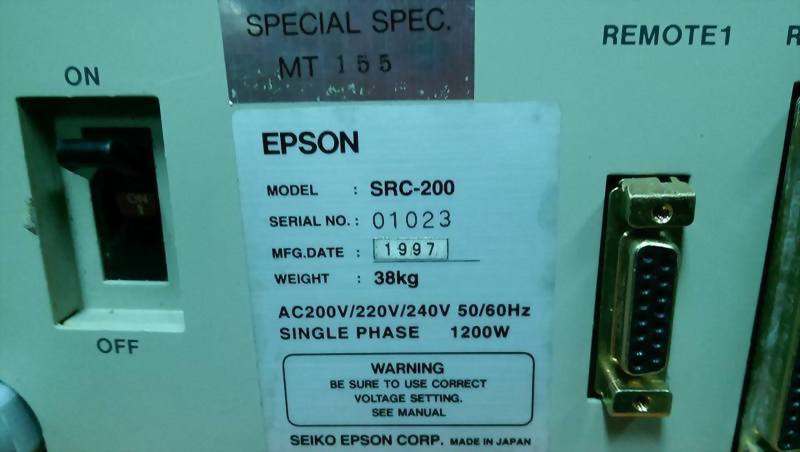 SPECIAL SPEC.
MT 155
REMOTE1
R
ON
ON
OFF
EPSON
MODEL : SRC-200
SERIAL NO. : 01023
MFG.DATE : 1997
WEIGHT : 38kg
AC200V/220V/240V 50/60Hz
SINGLE PHASE 1200W
WARNING
BE SURE TO USE CORRECT
VOLTAGE SETTING.
SEE MANUAL
SEIKO EPSON CORP. MADE IN JAPAN